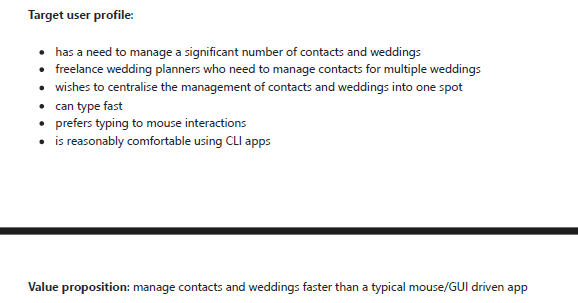 Target user profile:
• has a need to manage a significant number of contacts and weddings
• freelance wedding planners who need to manage contacts for multiple weddings
• wishes to centralise the management of contacts and weddings into one spot
• can type fast
• prefers typing to mouse interactions
• is reasonably comfortable using CLI apps
Value proposition: manage contacts and weddings faster than a typical mouse/GUI driven app